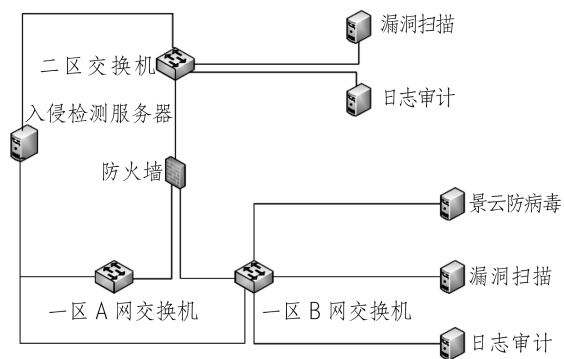 漏洞扫描
二区交换机
日志审计
入侵检测服务器
防火墙
景云防病毒
漏洞扫描
一区 A 网交换机
一区 B 网交换机
日志审计